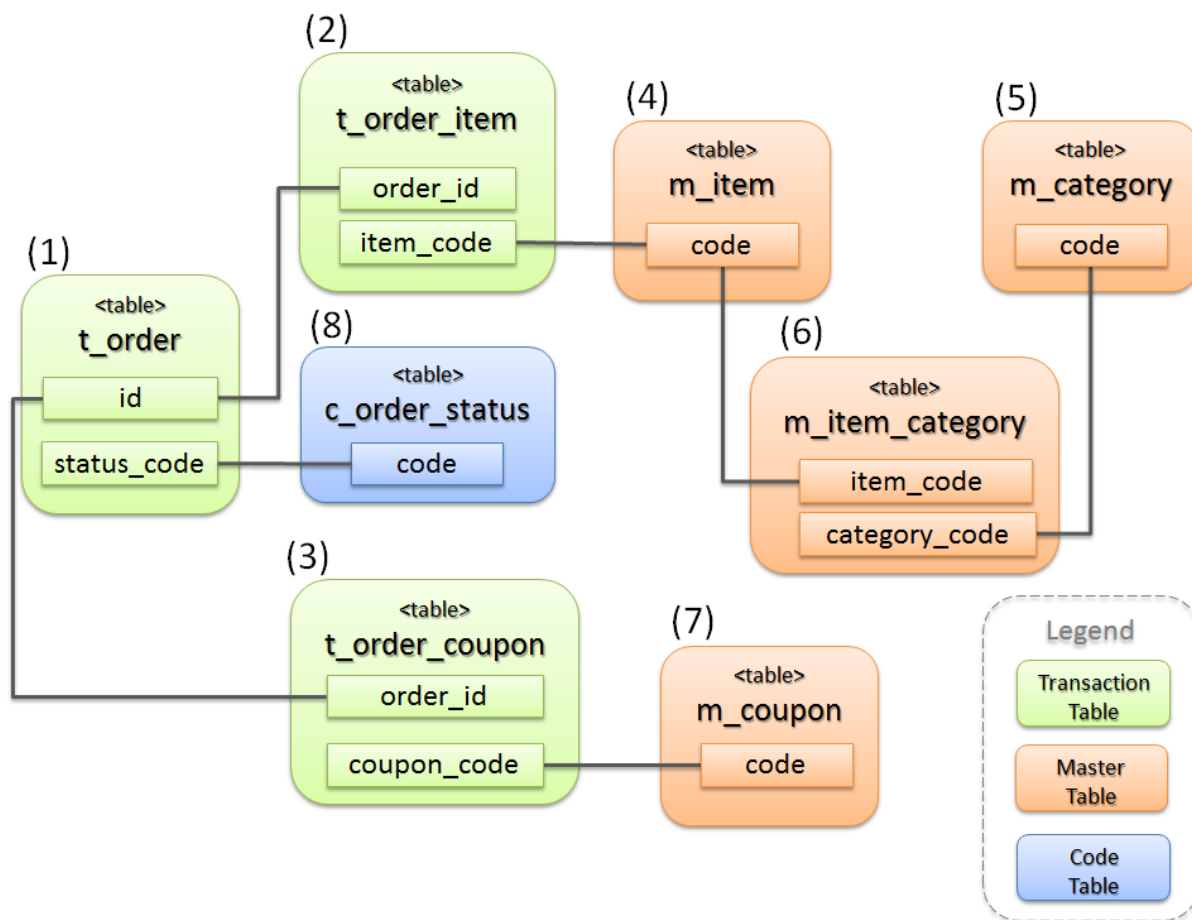 (1)
<table>
t_order
id
status_code
(2)
<table>
t_order_item
order_id
item_code
(8)
<table>
c_order_status
code
(3)
<table>
t_order_coupon
order_id
coupon_code
(4)
<table>
m_item
code
(5)
<table>
m_category
code
(6)
<table>
m_item_category
item_code
category_code
(7)
<table>
m_coupon
code
Legend
Transaction
Table
Master
Table
Code
Table